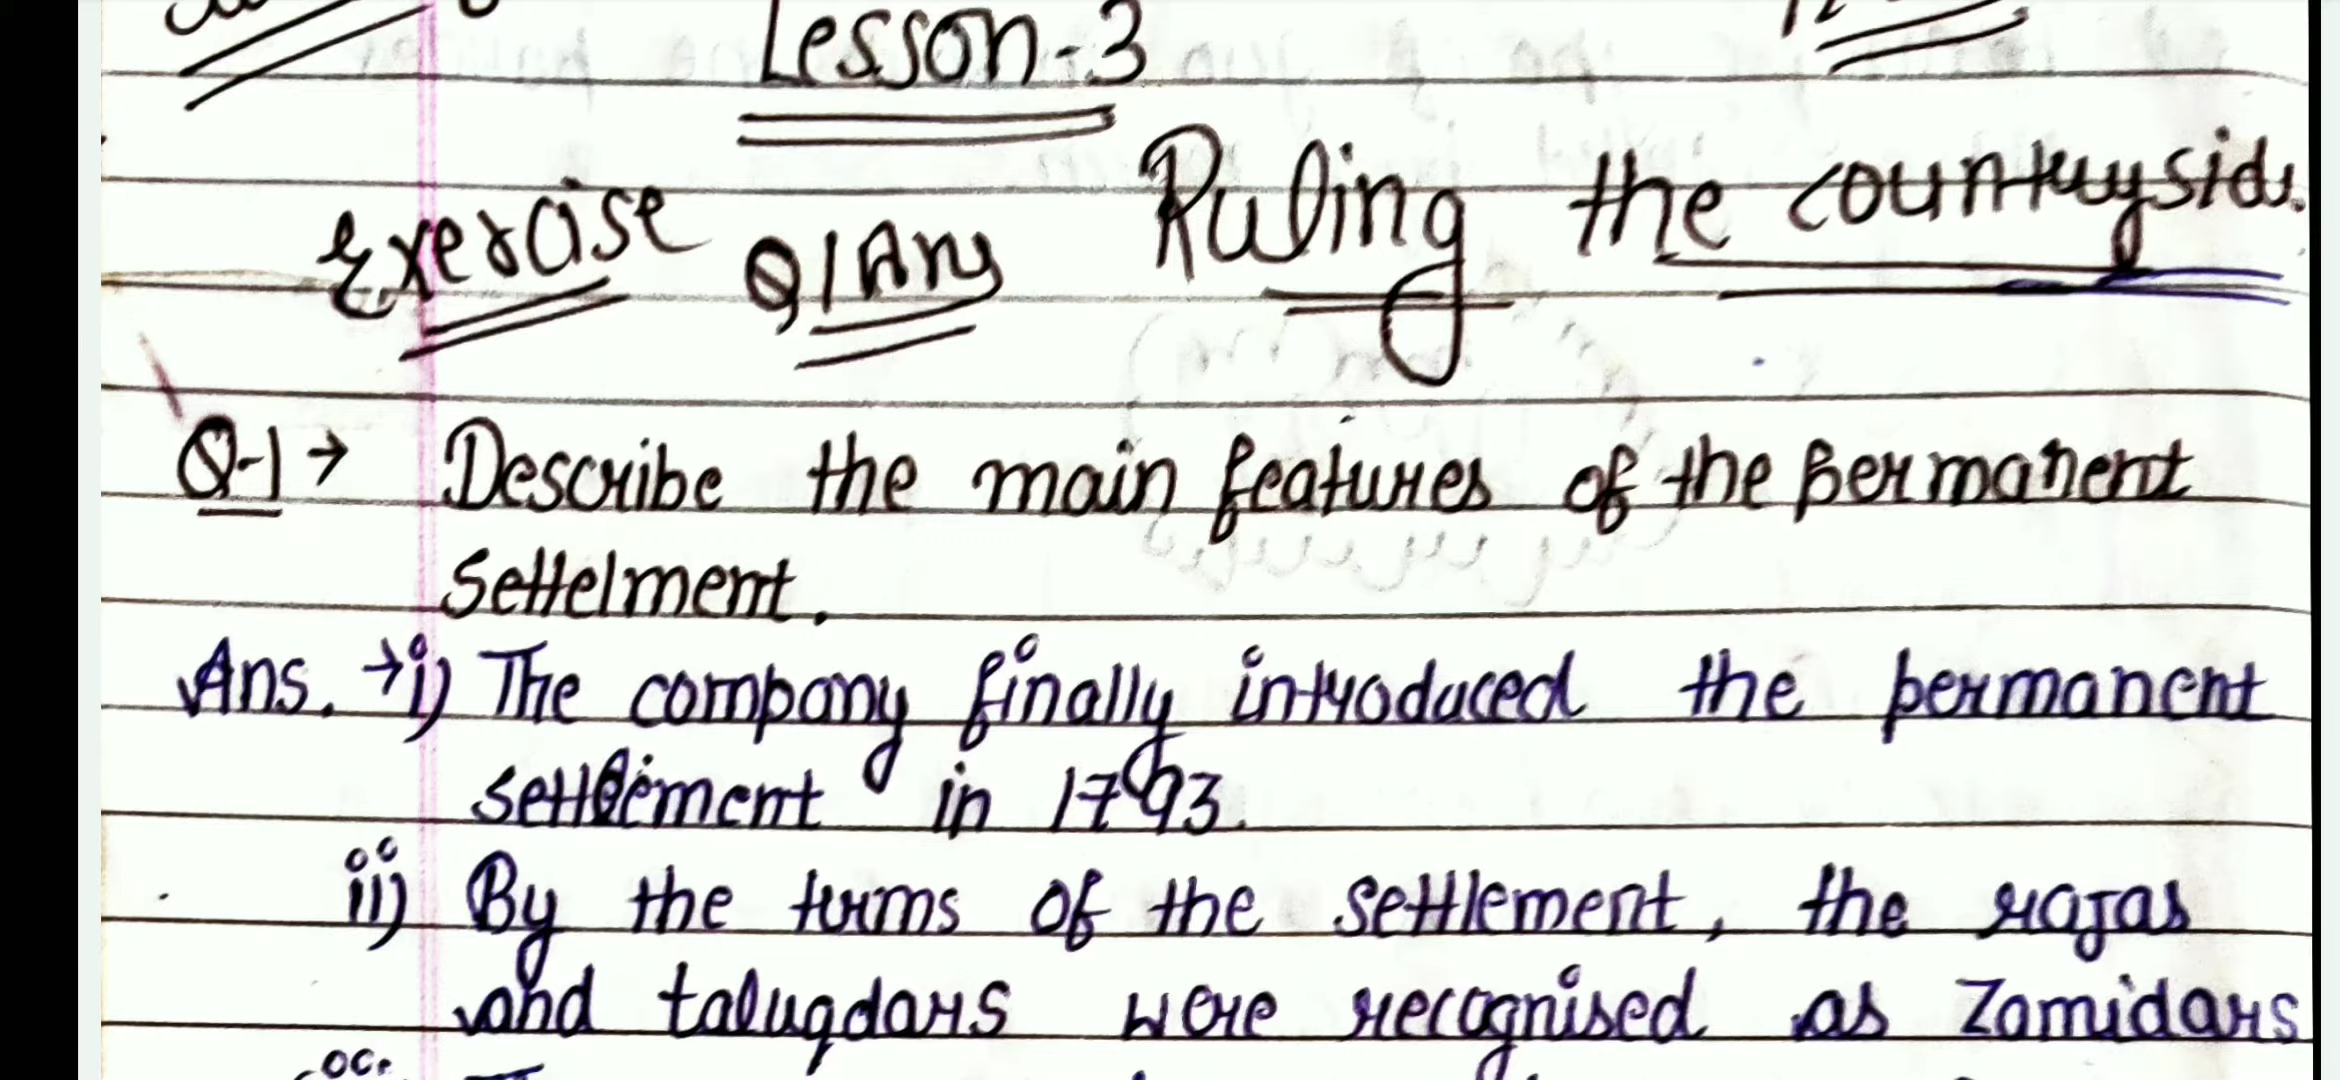 Lesson-3
Exercise Q1Ans Ruling the countryside.
Q-1→ Describe the main features of the permanent
settelment.
Ans. →i) The company finally introduced the permanent
settlement in 1793.
ii) By the turms of the settlement, the rajas
and taluqdars were recognised as Zamidars